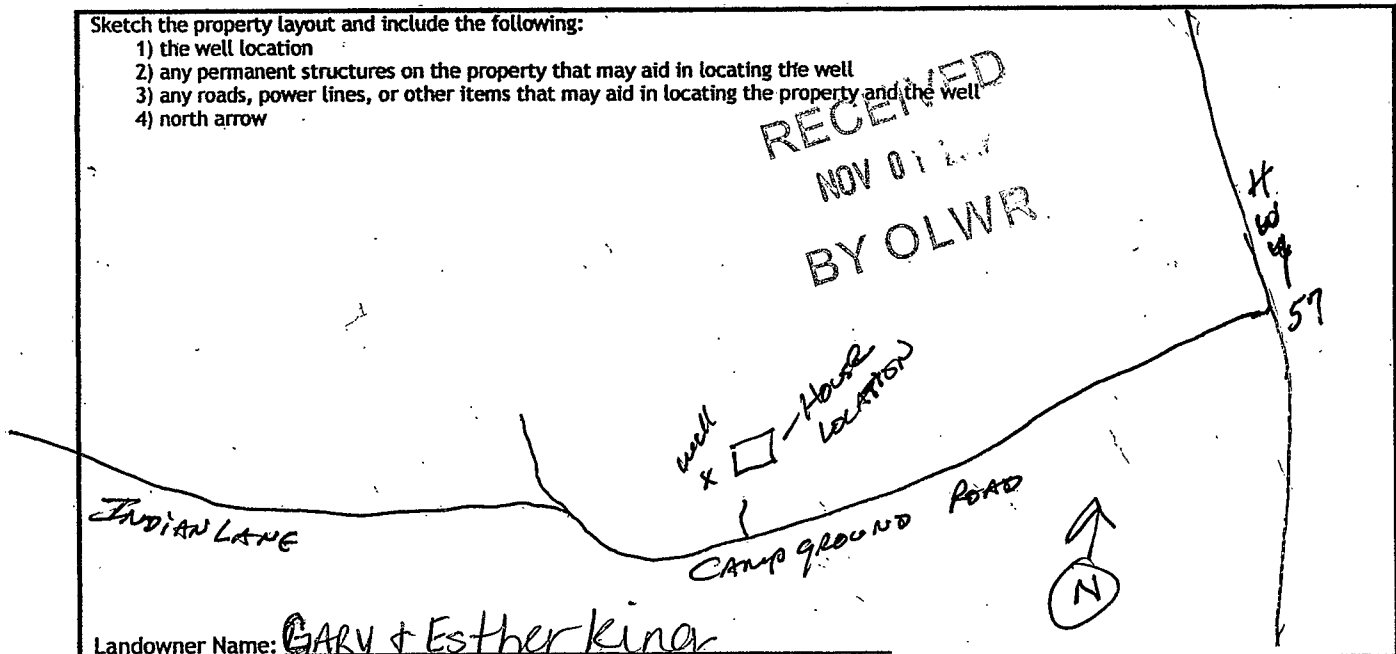 Sketch the property layout and include the following:
1) the well location
2) any permanent structures on the property that may aid in locating the well
3) any roads, power lines, or other items that may aid in locating the property and the well
4) north arrow
RECEIVED
NOV 01
BY OLWR
HWY 57
House
LOCATION
well
x
INDIAN LANE
CAMPGROUND ROAD
N
Landowner Name: GARY & Esther King